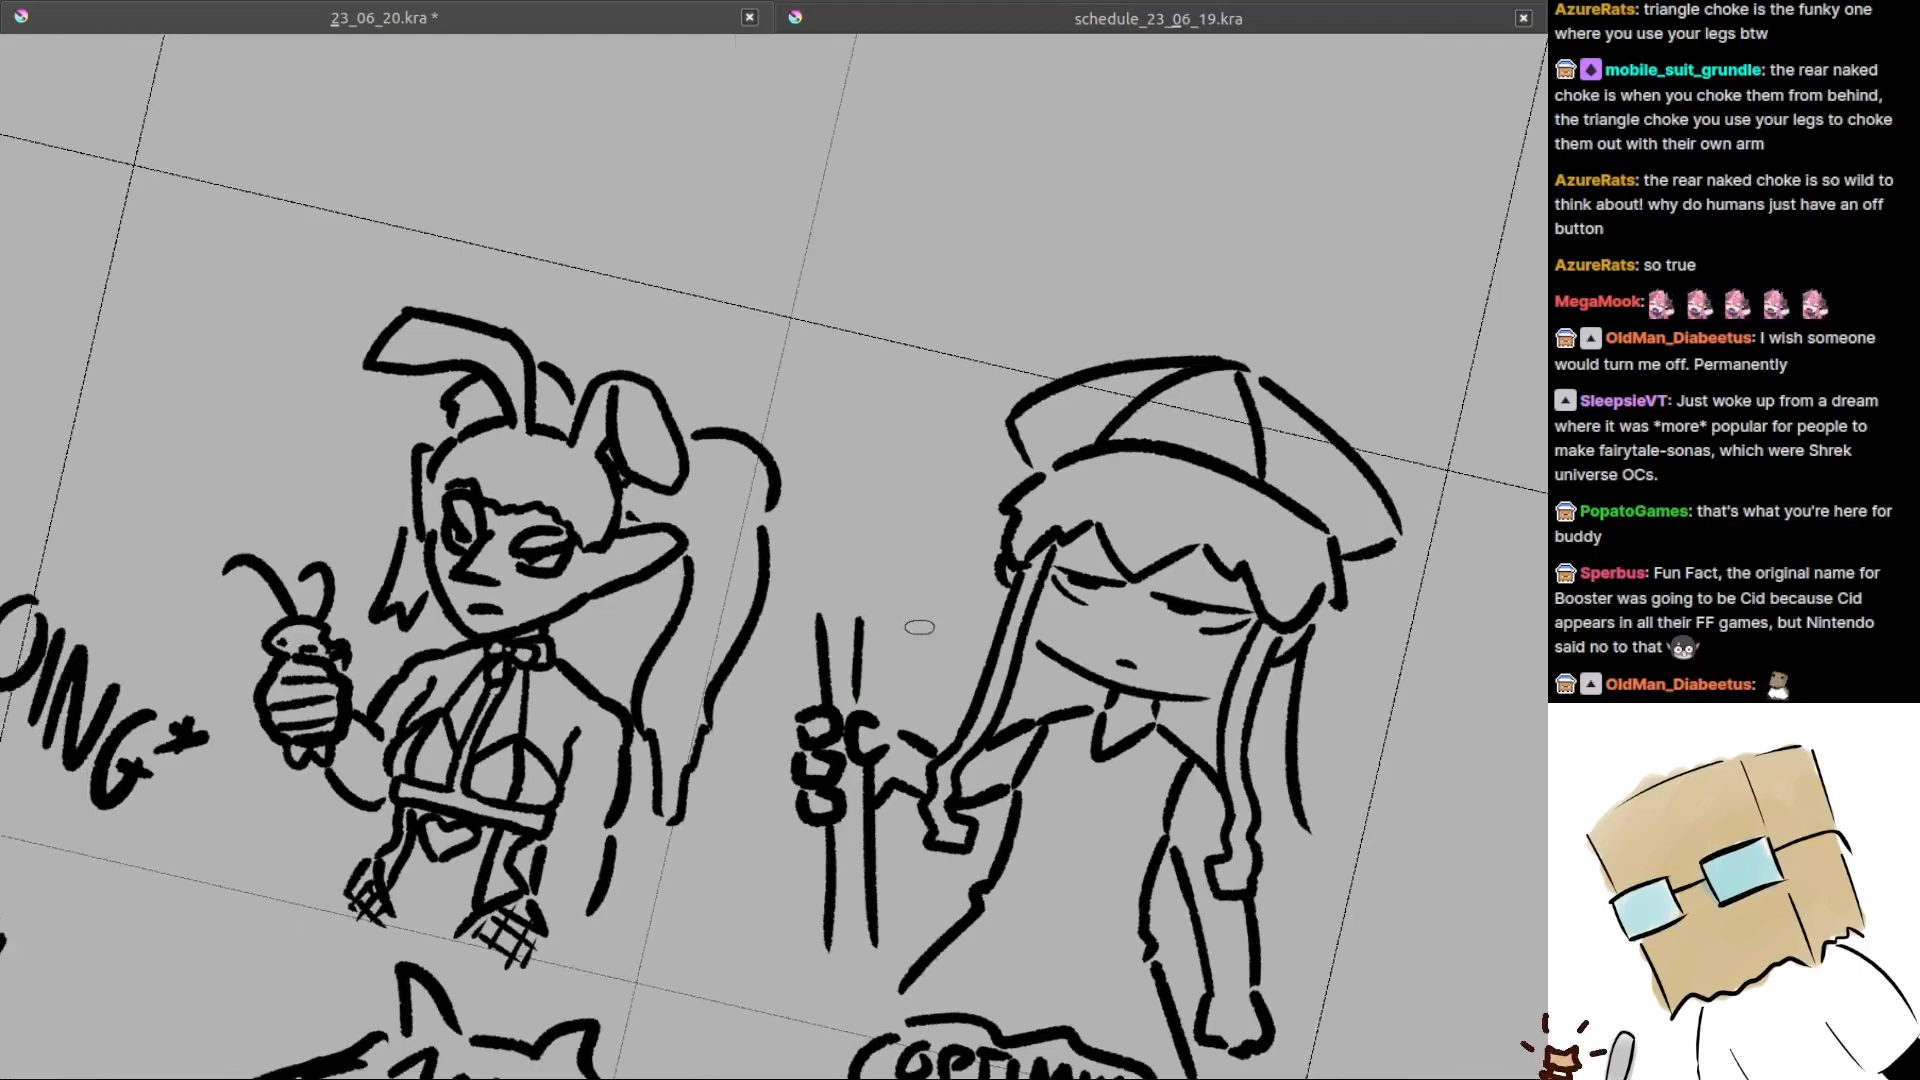 23_06_20.kra *
schedule_23_06_19.kra
AzureRats: triangle choke is the funky one
where you use your legs btw
mobile_suit_grundle: the rear naked
choke is when you choke them from behind,
the triangle choke you use your legs to choke
them out with their own arm
AzureRats: the rear naked choke is so wild to
think about! why do humans just have an off
button
AzureRats: so true
MegaMook:
OldMan_Diabeetus: I wish someone
would turn me off. Permanently
SleepsieVT: Just woke up from a dream
where it was *more* popular for people to
make fairytale-sonas, which were Shrek
universe OCs.
PopatoGames: that's what you're here for
buddy
Sperbus: Fun Fact, the original name for
Booster was going to be Cid because Cid
appears in all their FF games, but Nintendo
said no to that
OldMan_Diabeetus:
OING*